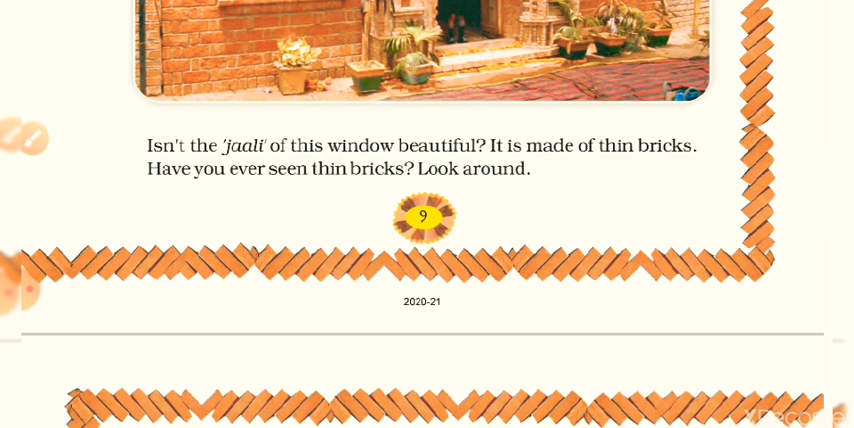 Isn't the 'jaali' of this window beautiful? It is made of thin bricks.
Have you ever seen thin bricks? Look around.
9
2020-21